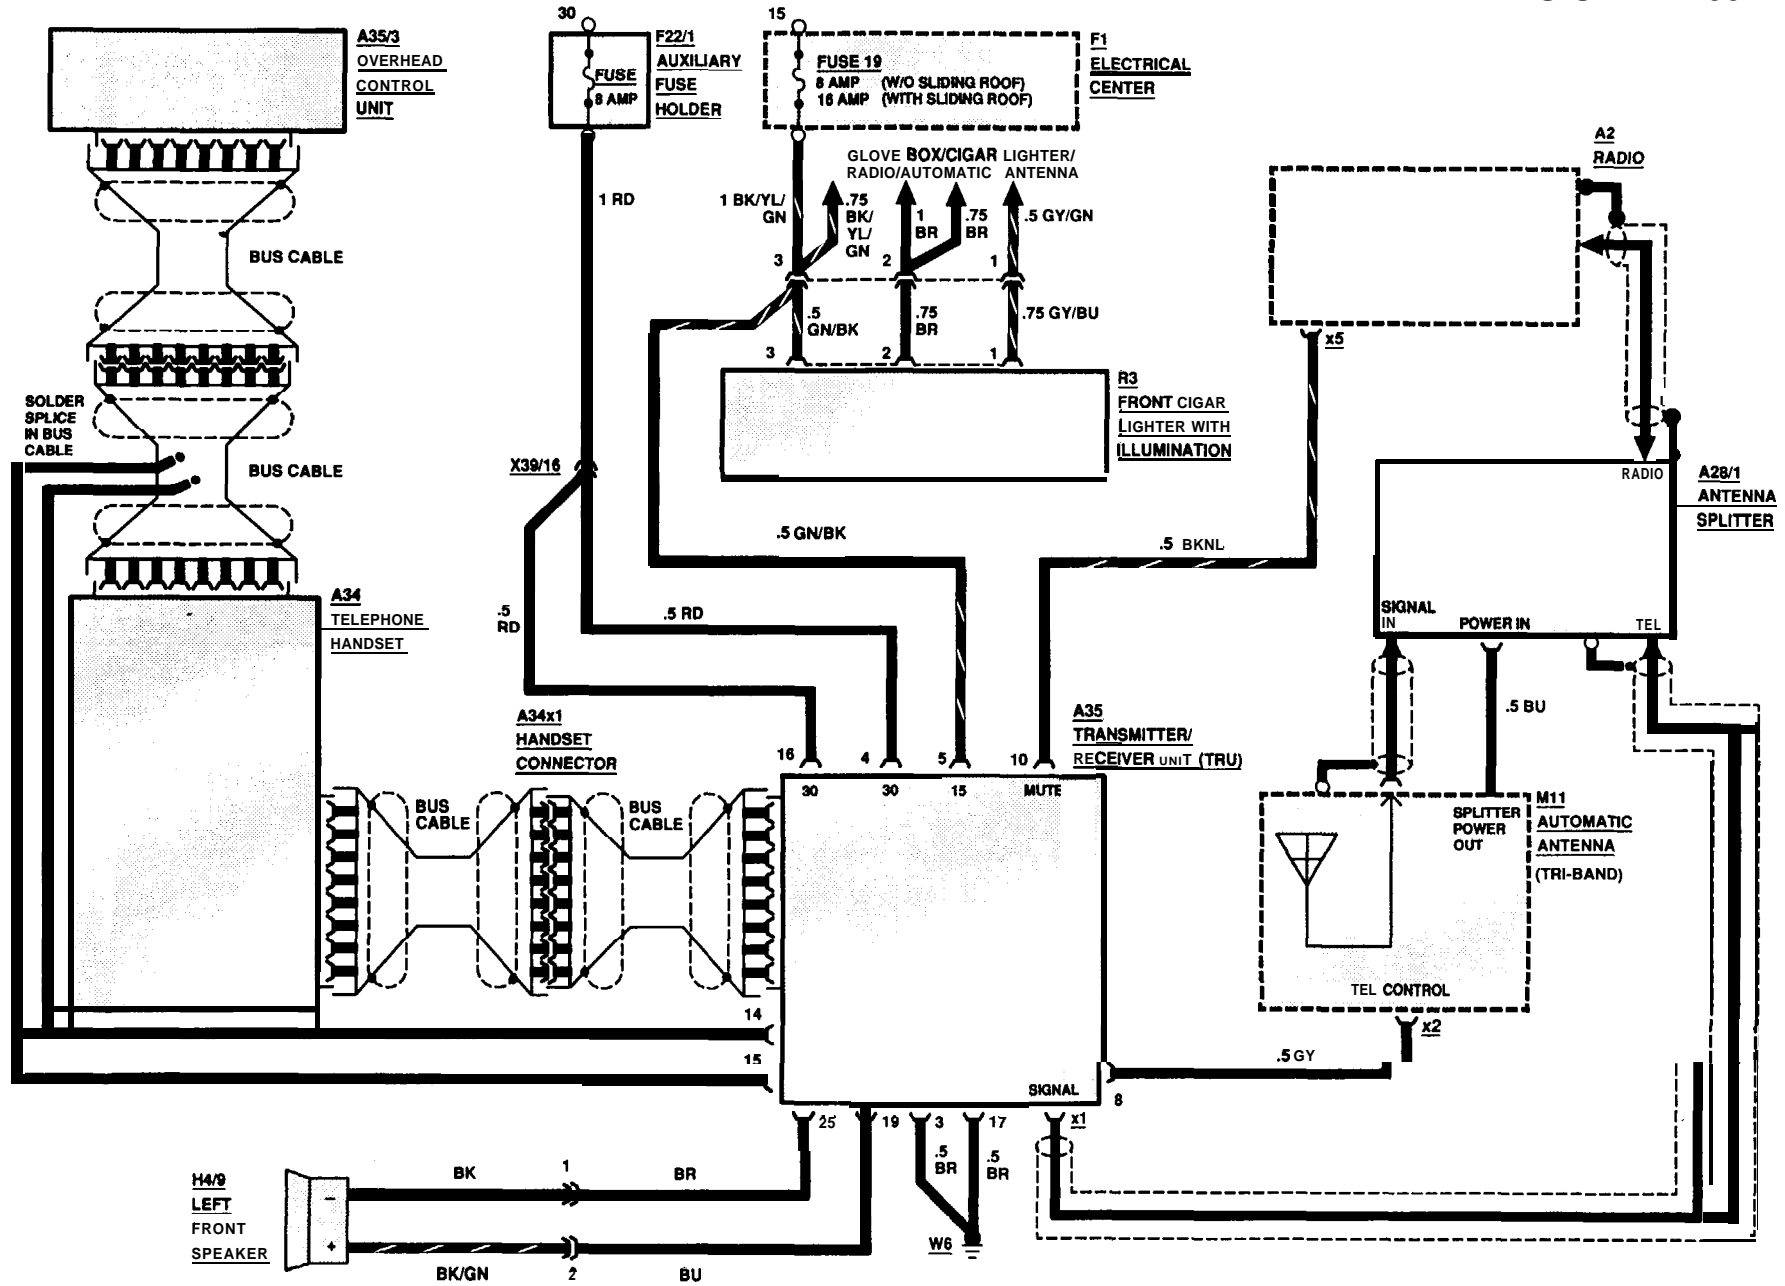 A35/3
OVERHEAD
CONTROL
UNIT
30
F22/1
AUXILIARY
FUSE
HOLDER
FUSE
8 AMP
15
FUSE 19
8 AMP (W/O SLIDING ROOF)
16 AMP (WITH SLIDING ROOF)
F1
ELECTRICAL
CENTER
A2
RADIO
GLOVE BOX/CIGAR LIGHTER/
RADIO/AUTOMATIC ANTENNA
1 RD
1 BK/YL/
GN
.75
BK/
YL/
GN
1
BR
.75
BR
.5 GY/GN
BUS CABLE
3
2
1
.5
GN/BK
.75
BR
.75 GY/BU
3
2
1
x5
R3
FRONT CIGAR
LIGHTER WITH
ILLUMINATION
SOLDER
SPLICE
IN BUS
CABLE
BUS CABLE
X39/16
RADIO
A28/1
ANTENNA
SPLITTER
.5 GN/BK
.5 BKNL
A34
TELEPHONE
HANDSET
.5
RD
.5 RD
SIGNAL
IN
POWER IN
TEL
.5 BU
A34x1
HANDSET
CONNECTOR
A35
TRANSMITTER/
RECEIVER UNIT (TRU)
16
4
5
10
30
30
15
MUTE
BUS
CABLE
BUS
CABLE
SPLITTER
POWER
OUT
M11
AUTOMATIC
ANTENNA
(TRI-BAND)
TEL CONTROL
x2
14
15
.5 GY
SIGNAL
8
25
19
3
17
x1
.5
BR
.5
BR
H4/9
LEFT
FRONT
SPEAKER
BK
1
BR
–
+
BK/GN
2
BU
W6